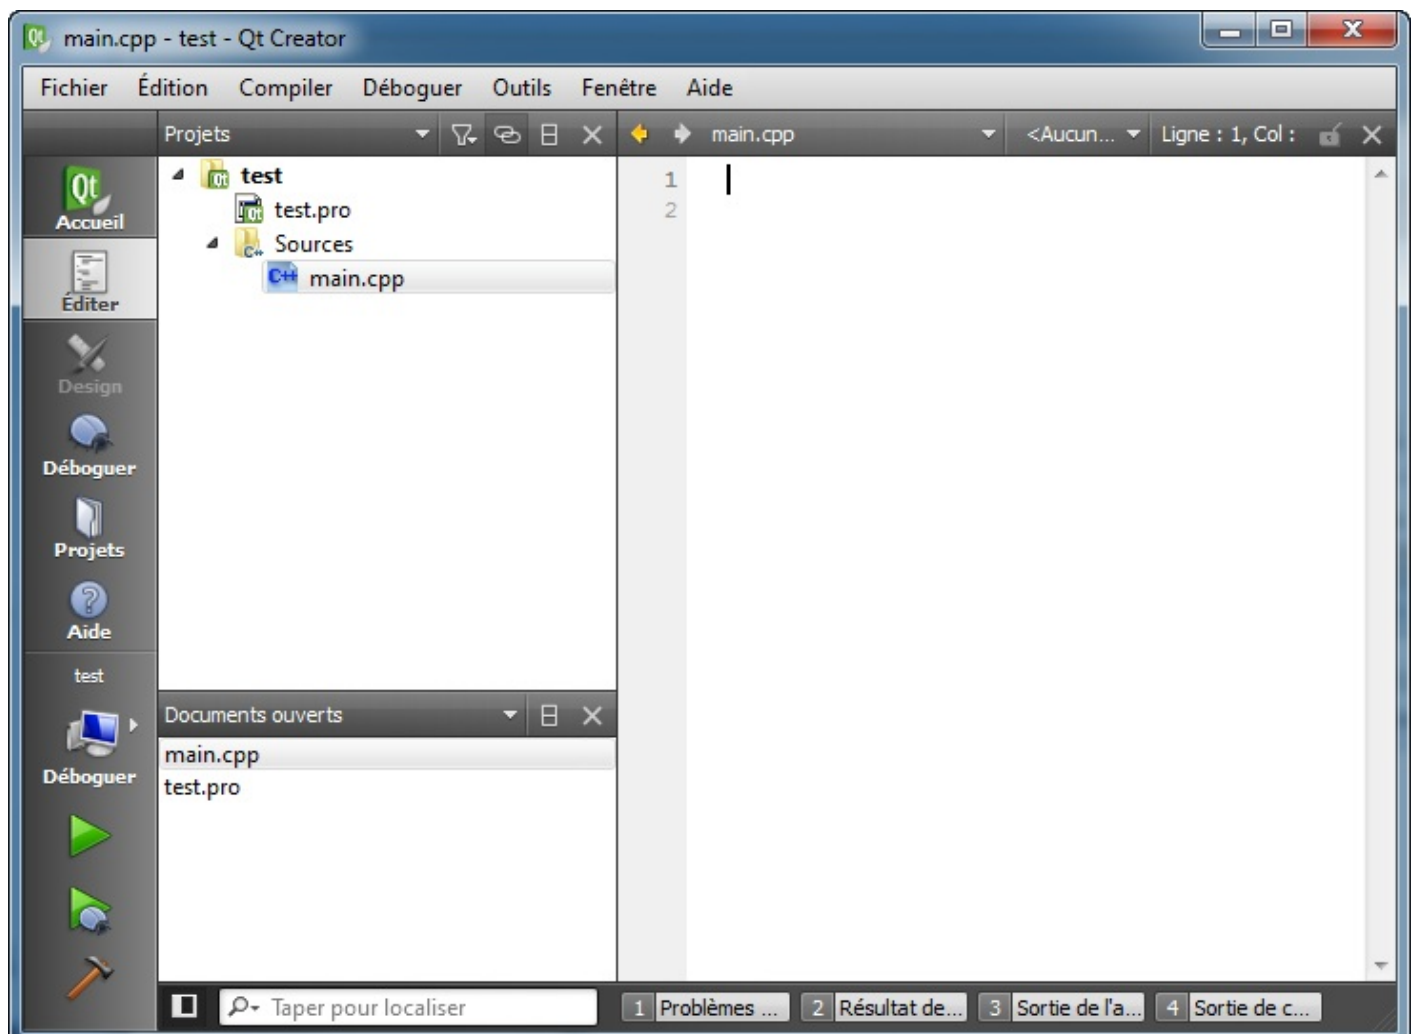 main.cpp - test - Qt Creator
Fichier Édition Compiler Déboguer Outils Fenêtre Aide
Projets
main.cpp <Aucun... Ligne : 1, Col :
Qt
Accueil
Éditer
Design
Déboguer
Projets
Aide
test
Déboguer
test
test.pro
Sources
C++ main.cpp
1
2
Documents ouverts
main.cpp
test.pro
Taper pour localiser
1 Problèmes ... 2 Résultat de... 3 Sortie de l'a... 4 Sortie de c...